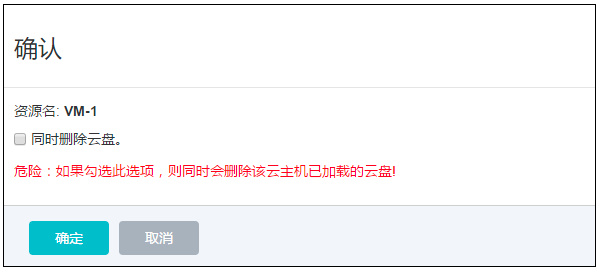 确认
资源名: VM-1
同时删除云盘。
危险：如果勾选此选项，则同时会删除该云主机已加载的云盘!
确定
取消